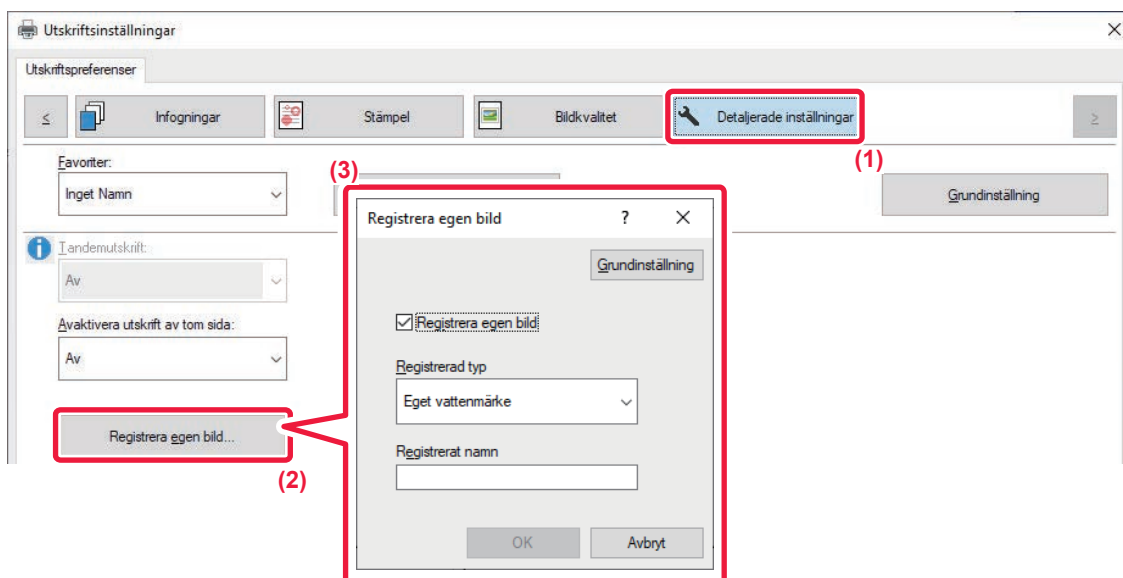 Utskriftsinställningar
Utskriftspreferenser
<
Infogningar
Stämpel
Bildkvalitet
Detaljerade inställningar
>
(1)
Favoriter:
(3)
Inget Namn
Grundinställning
Registrera egen bild
?
Tandemutskrift:
Av
Grundinställning
Avaktivera utskrift av tom sida:
Av
Registrera egen bild
Registrerad typ
Eget vattenmärke
Registrera egen bild...
(2)
Registrerat namn
OK
Avbryt